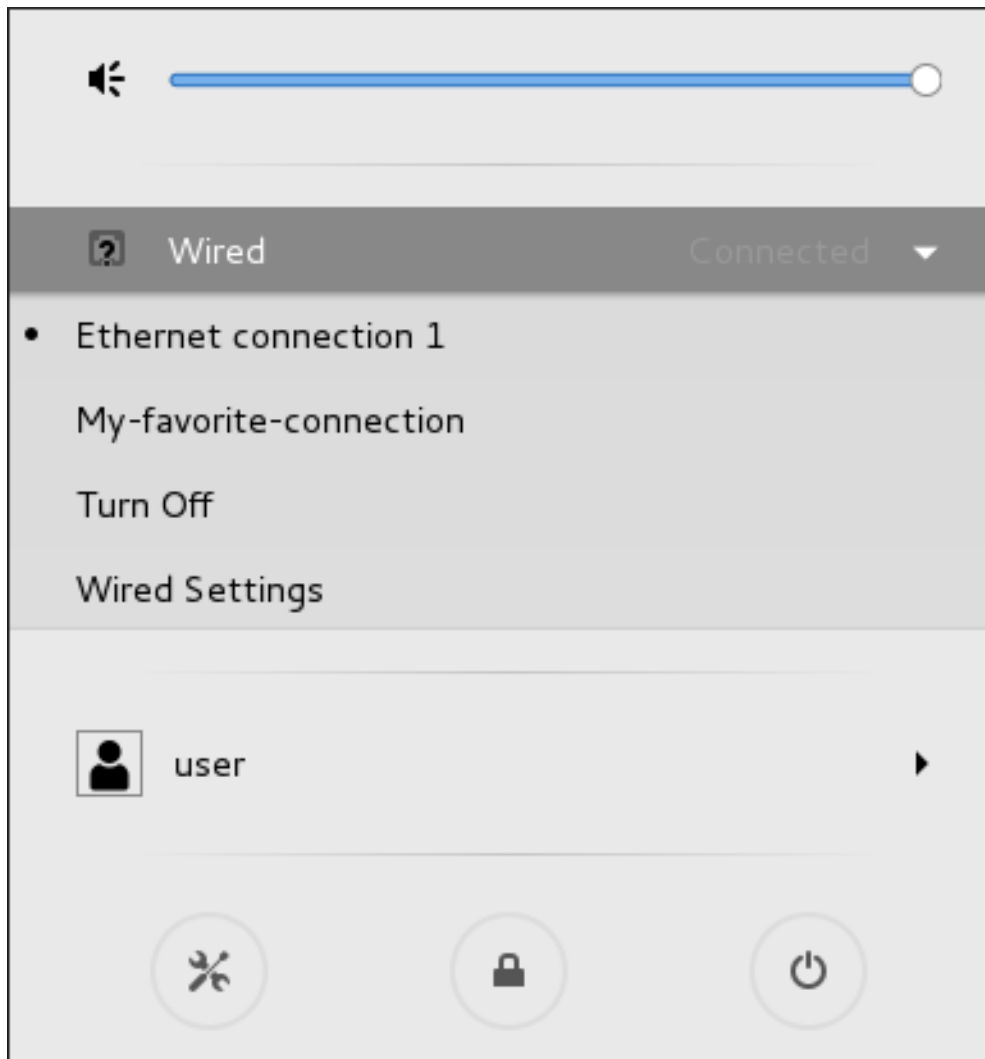 Wired Connected
Ethernet connection 1
My-favorite-connection
Turn Off
Wired Settings
user